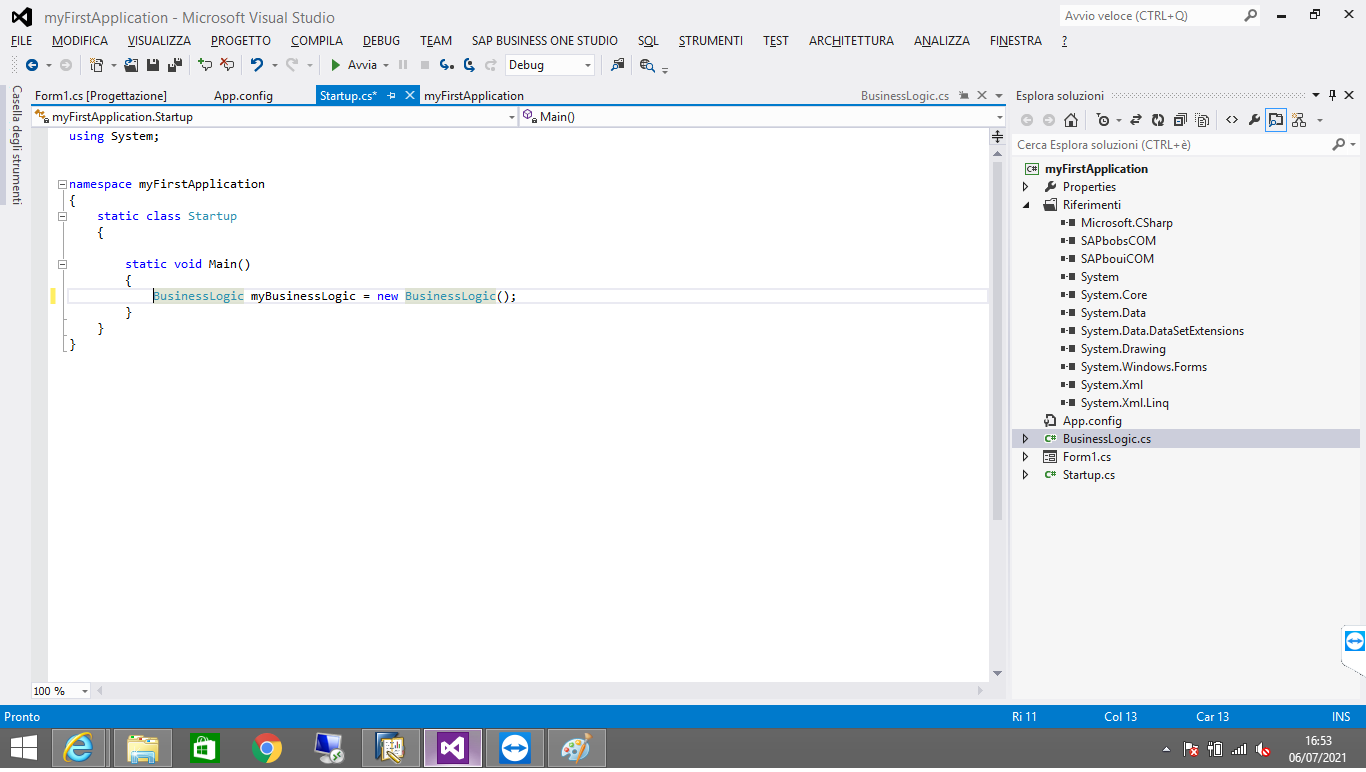 myFirstApplication - Microsoft Visual Studio
Avvio veloce (CTRL+Q)
FILE MODIFICA VISUALIZZA PROGETTO COMPILA DEBUG TEAM SAP BUSINESS ONE STUDIO SQL STRUMENTI TEST ARCHITETTURA ANALIZZA FINESTRA ?
Avvia Debug
Casella degli strumenti
Form1.cs [Progettazione] App.config Startup.cs* myFirstApplication BusinessLogic.cs
myFirstApplication.Startup Main()
using System;
namespace myFirstApplication
{
static class Startup
{
static void Main()
{
BusinessLogic myBusinessLogic = new BusinessLogic();
}
}
}
100 %
Esplora soluzioni
Cerca Esplora soluzioni (CTRL+è)
C# myFirstApplication
Properties
Riferimenti
Microsoft.CSharp
SAPbobsCOM
SAPbouiCOM
System
System.Core
System.Data
System.Data.DataSetExtensions
System.Drawing
System.Windows.Forms
System.Xml
System.Xml.Linq
App.config
C# BusinessLogic.cs
Form1.cs
C# Startup.cs
Pronto Ri 11 Col 13 Car 13 INS
16:53
06/07/2021